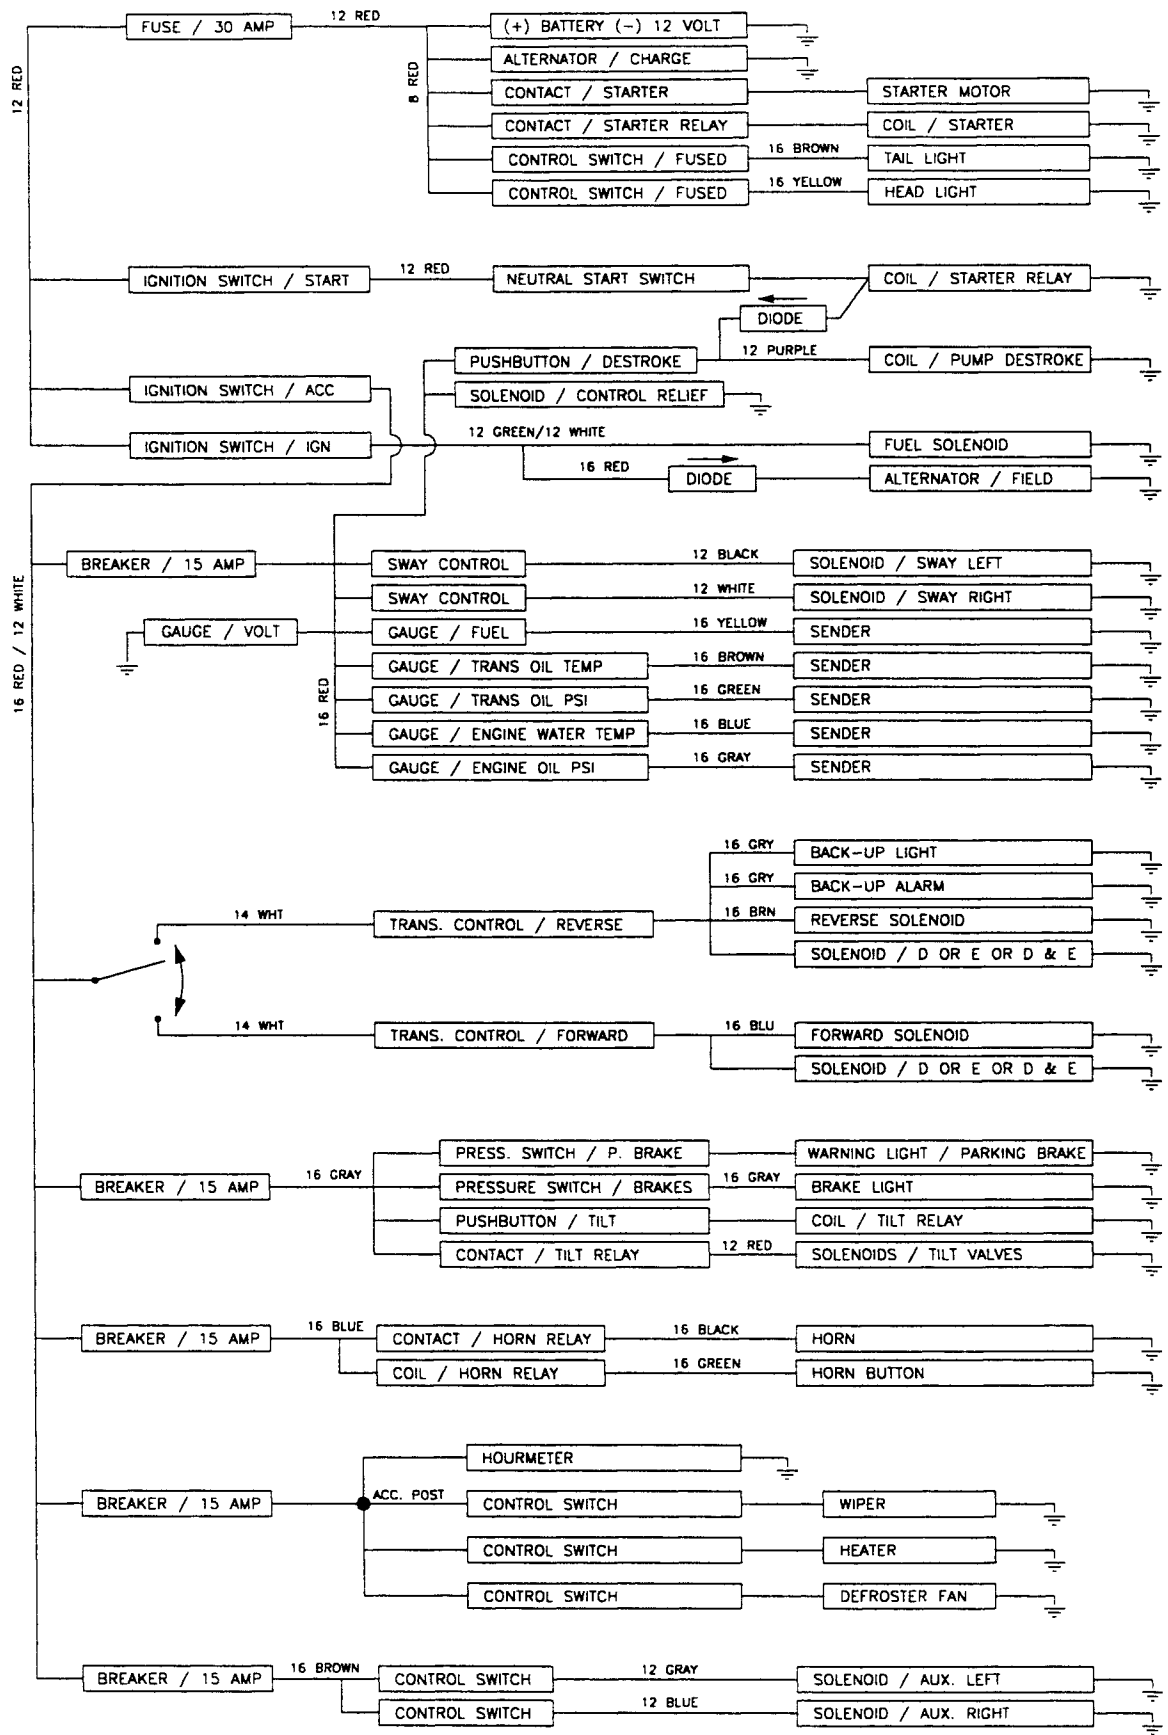 FUSE / 30 AMP
12 RED
(+) BATTERY (-) 12 VOLT
12 RED
8 RED
ALTERNATOR / CHARGE
CONTACT / STARTER
STARTER MOTOR
CONTACT / STARTER RELAY
COIL / STARTER
CONTROL SWITCH / FUSED
16 BROWN
TAIL LIGHT
CONTROL SWITCH / FUSED
16 YELLOW
HEAD LIGHT
IGNITION SWITCH / START
12 RED
NEUTRAL START SWITCH
COIL / STARTER RELAY
DIODE
PUSHBUTTON / DESTROKE
12 PURPLE
COIL / PUMP DESTROKE
IGNITION SWITCH / ACC
SOLENOID / CONTROL RELIEF
IGNITION SWITCH / IGN
12 GREEN/12 WHITE
FUEL SOLENOID
16 RED
DIODE
ALTERNATOR / FIELD
16 RED / 12 WHITE
BREAKER / 15 AMP
SWAY CONTROL
12 BLACK
SOLENOID / SWAY LEFT
SWAY CONTROL
12 WHITE
SOLENOID / SWAY RIGHT
GAUGE / VOLT
GAUGE / FUEL
16 YELLOW
SENDER
16 RED
GAUGE / TRANS OIL TEMP
16 BROWN
SENDER
GAUGE / TRANS OIL PSI
16 GREEN
SENDER
GAUGE / ENGINE WATER TEMP
16 BLUE
SENDER
GAUGE / ENGINE OIL PSI
16 GRAY
SENDER
16 GRY
BACK-UP LIGHT
16 GRY
BACK-UP ALARM
14 WHT
TRANS. CONTROL / REVERSE
16 BRN
REVERSE SOLENOID
SOLENOID / D OR E OR D & E
14 WHT
TRANS. CONTROL / FORWARD
16 BLU
FORWARD SOLENOID
SOLENOID / D OR E OR D & E
PRESS. SWITCH / P. BRAKE
WARNING LIGHT / PARKING BRAKE
BREAKER / 15 AMP
16 GRAY
PRESSURE SWITCH / BRAKES
16 GRAY
BRAKE LIGHT
PUSHBUTTON / TILT
COIL / TILT RELAY
CONTACT / TILT RELAY
12 RED
SOLENOIDS / TILT VALVES
BREAKER / 15 AMP
16 BLUE
CONTACT / HORN RELAY
16 BLACK
HORN
COIL / HORN RELAY
16 GREEN
HORN BUTTON
HOURMETER
BREAKER / 15 AMP
ACC. POST
CONTROL SWITCH
WIPER
CONTROL SWITCH
HEATER
CONTROL SWITCH
DEFROSTER FAN
BREAKER / 15 AMP
16 BROWN
CONTROL SWITCH
12 GRAY
SOLENOID / AUX. LEFT
CONTROL SWITCH
12 BLUE
SOLENOID / AUX. RIGHT